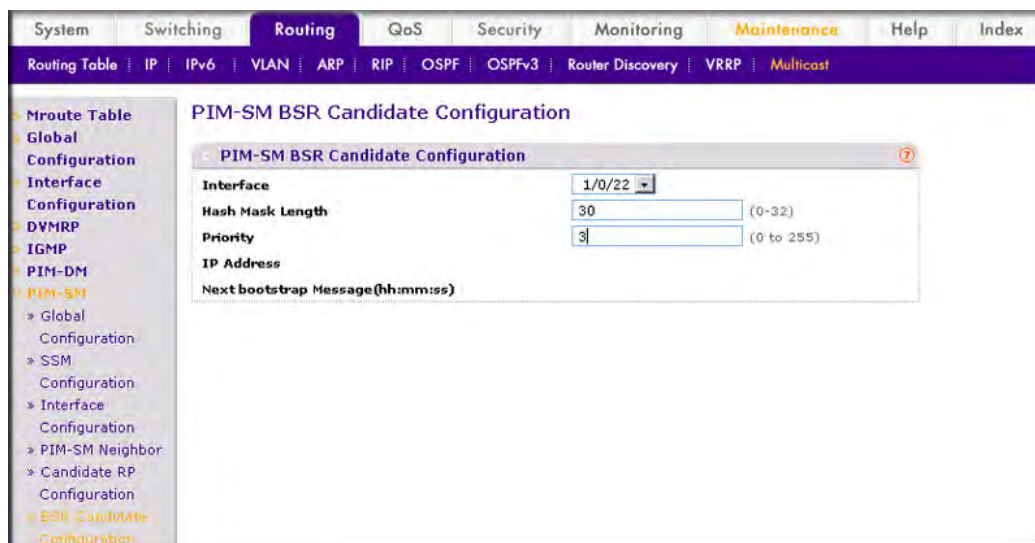 System Switching Routing QoS Security Monitoring Maintenance Help Index
Routing Table IP IPv6 VLAN ARP RIP OSPF OSPFv3 Router Discovery VRRP Multicast
Mroute Table
Global
Configuration
Interface
Configuration
DVMRP
IGMP
PIM-DM
PIM-SM
» Global
Configuration
» SSM
Configuration
» Interface
Configuration
» PIM-SM Neighbor
» Candidate RP
Configuration
» BSR Candidate
Configuration
PIM-SM BSR Candidate Configuration
PIM-SM BSR Candidate Configuration ?
Interface 1/0/22
Hash Mask Length 30 (0-32)
Priority 3 (0 to 255)
IP Address
Next bootstrap Message(hh:mm:ss)